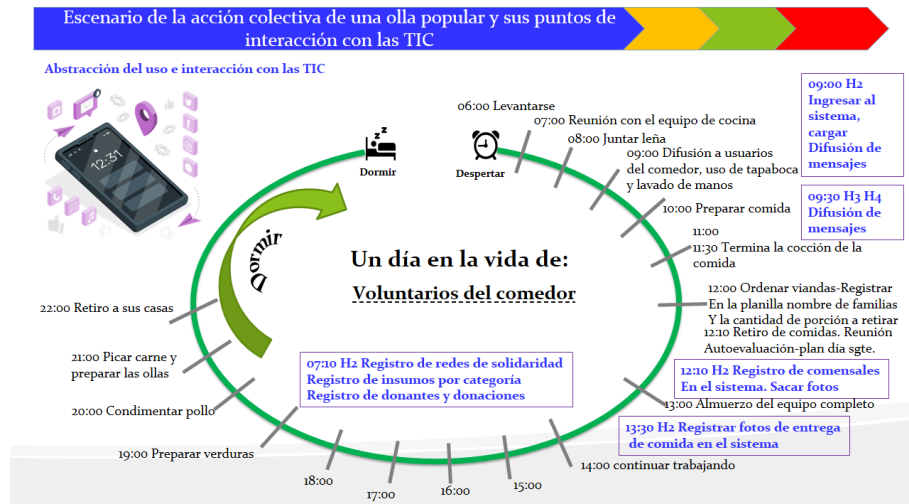 Escenario de la acción colectiva de una olla popular y sus puntos de
interacción con las TIC
Abstracción del uso e interacción con las TIC
12:31
Dormir
Despertar
06:00 Levantarse
07:00 Reunión con el equipo de cocina
08:00 Juntar leña
09:00 Difusión a usuarios
del comedor, uso de tapaboca
y lavado de manos
10:00 Preparar comida
11:00
11:30 Termina la cocción de la
comida
12:00 Ordenar viandas-Registrar
En la planilla nombre de familias
Y la cantidad de porción a retirar
12:10 Retiro de comidas. Reunión
Autoevaluación-plan día sgte.
13:00 Almuerzo del equipo completo
14:00 continuar trabajando
15:00
16:00
17:00
18:00
19:00 Preparar verduras
20:00 Condimentar pollo
21:00 Picar carne y
preparar las ollas
22:00 Retiro a sus casas
Dormir
Un día en la vida de:
Voluntarios del comedor
09:00 H2
Ingresar al
sistema,
cargar
Difusión de
mensajes
09:30 H3 H4
Difusión de
mensajes
12:10 H2 Registro de comensales
En el sistema. Sacar fotos
13:30 H2 Registrar fotos de entrega
de comida en el sistema
07:10 H2 Registro de redes de solidaridad
Registro de insumos por categoría
Registro de donantes y donaciones